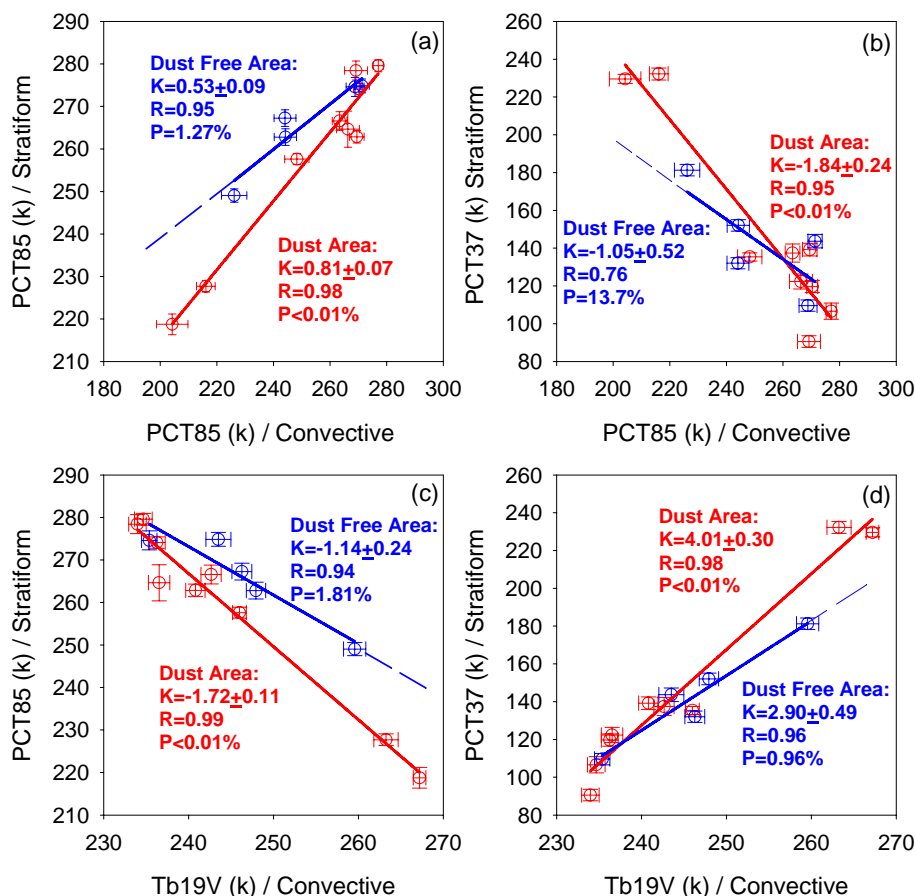 (a)
PCT85 (k) / Stratiform
290
280
270
260
250
240
230
220
210
Dust Free Area:
K=0.53±0.09
R=0.95
P=1.27%
Dust Area:
K=0.81±0.07
R=0.98
P<0.01%
180 200 220 240 260 280 300
PCT85 (k) / Convective
(b)
PCT37 (k) Stratiform
260
240
220
200
180
160
140
120
100
80
Dust Area:
K=-1.84±0.24
R=0.95
P<0.01%
Dust Free Area:
K=-1.05±0.52
R=0.76
P=13.7%
180 200 220 240 260 280 300
PCT85 (k) / Convective
(c)
PCT85 (k) / Stratiform
290
280
270
260
250
240
230
220
210
Dust Free Area:
K=-1.14±0.24
R=0.94
P=1.81%
Dust Area:
K=-1.72±0.11
R=0.99
P<0.01%
230 240 250 260 270
Tb19V (k) / Convective
(d)
PCT37 (k) / Stratiform
260
240
220
200
180
160
140
120
100
80
Dust Area:
K=4.01±0.30
R=0.98
P<0.01%
Dust Free Area:
K=2.90±0.49
R=0.96
P=0.96%
230 240 250 260 270
Tb19V (k) / Convective